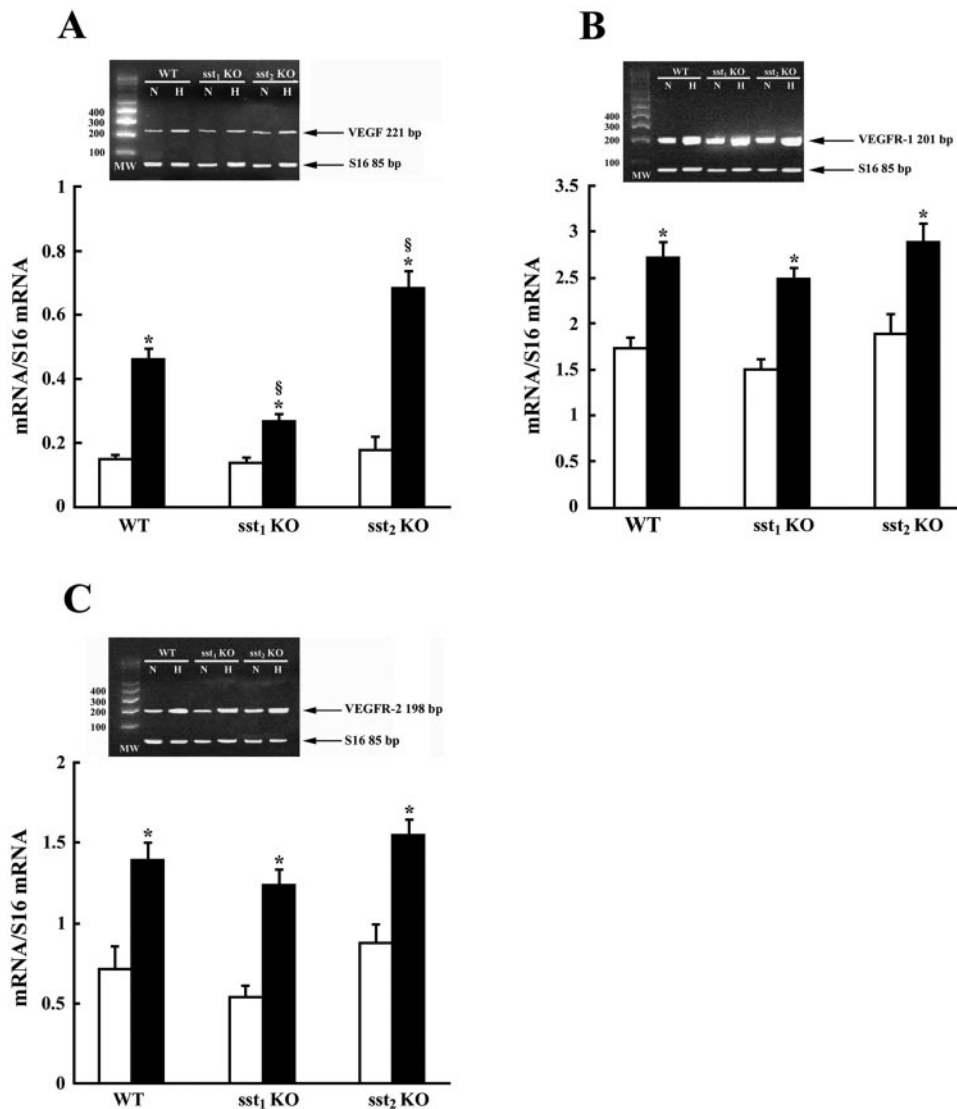 A
WT sst1 KO sst2 KO
N H N H N H
400
300
200
100
MW
VEGF 221 bp
S16 85 bp
mRNA/S16 mRNA
1
0.8
0.6
0.4
0.2
0
*
§
*
§
*
WT sst1 KO sst2 KO
B
WT sst1 KO sst2 KO
N H N H N H
400
300
200
100
MW
VEGFR-1 201 bp
S16 85 bp
mRNA/S16 mRNA
3.5
3
2.5
2
1.5
1
0.5
0
*
*
*
WT sst1 KO sst2 KO
C
WT sst1 KO sst2 KO
N H N H N H
400
300
200
100
MW
VEGFR-2 198 bp
S16 85 bp
mRNA/S16 mRNA
2
1.5
1
0.5
0
*
*
*
WT sst1 KO sst2 KO